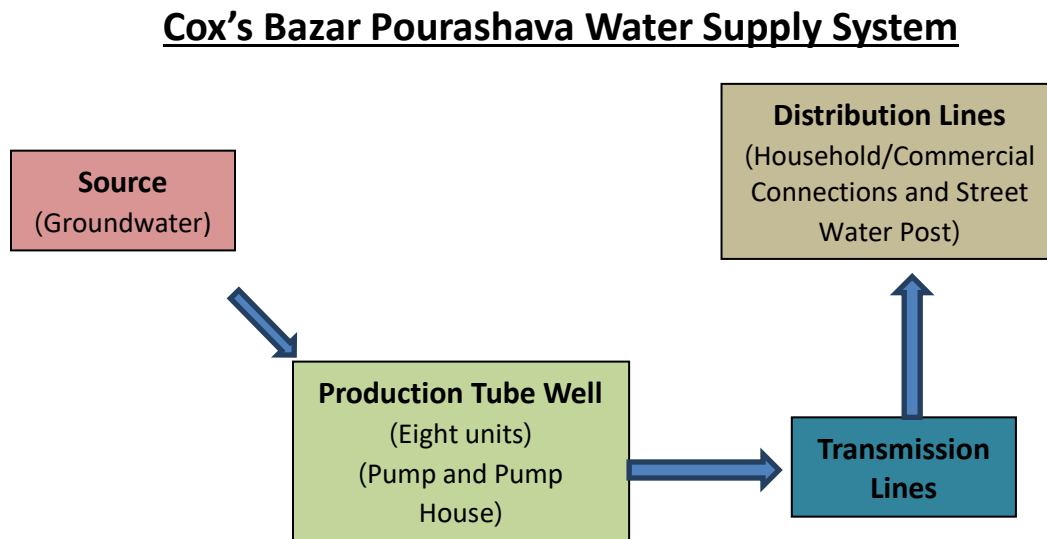 Cox’s Bazar Pourashava Water Supply System
Source
(Groundwater)
Production Tube Well
(Eight units)
(Pump and Pump
House)
Transmission
Lines
Distribution Lines
(Household/Commercial
Connections and Street
Water Post)